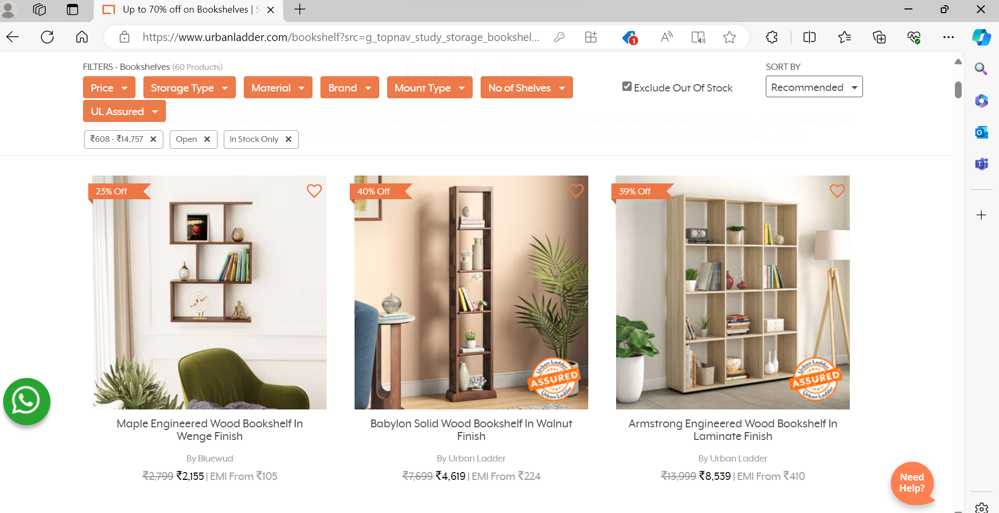 Up to 70% off on Bookshelves | S
https://www.urbanladder.com/bookshelf?src=g_topnav_study_storage_bookshel...
1
Bookshelves
FILTERS - Bookshelves (60 Products)
SORT BY
Price
Storage Type
Material
Brand
Mount Type
No of Shelves
Exclude Out Of Stock
Recommended
UL Assured
₹608 - ₹14,757
Open
In Stock Only
23% Off
40% Off
39% Off
Urban Ladder
ASSURED
Urban Ladder
Urban Ladder
ASSURED
Urban Ladder
Maple Engineered Wood Bookshelf In
Wenge Finish
By Bluewud
₹2,799 ₹2,155 | EMI From ₹105
Babylon Solid Wood Bookshelf In Walnut
Finish
By Urban Ladder
₹7,699 ₹4,619 | EMI From ₹224
Armstrong Engineered Wood Bookshelf In
Laminate Finish
By Urban Ladder
₹13,999 ₹8,539 | EMI From ₹410
Need
Help?